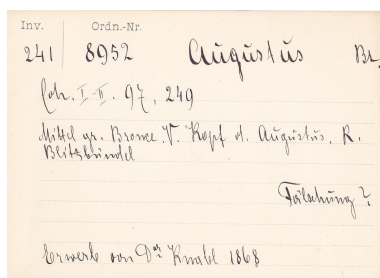 Inv. Ordn.-Nr.
241 8952 Augustus Br.
Coh. I-II. 97, 249
Mittel gr. Bronce. V. Kopf d. Augustus. R.
Blitzbündel
Fälschung?
Erwerb von Dr Knabl 1868